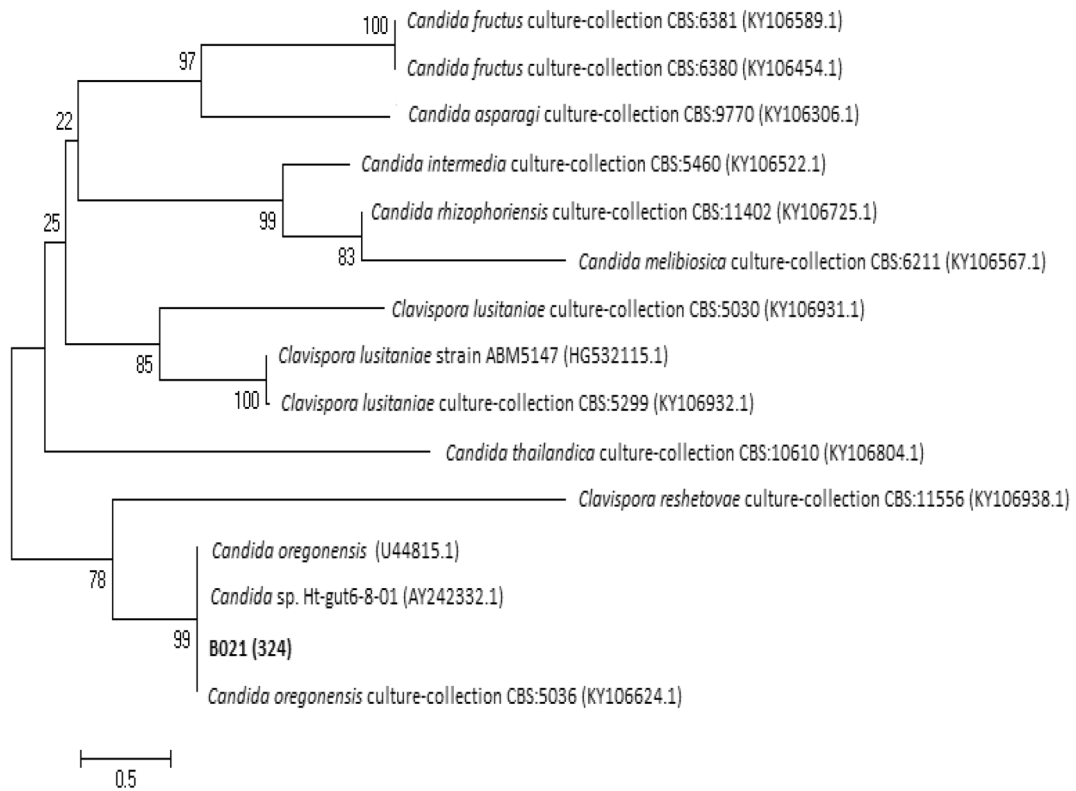 100
Candida fructus culture-collection CBS:6381 (KY106589.1)
97
Candida fructus culture-collection CBS:6380 (KY106454.1)
Candida asparagi culture-collection CBS:9770 (KY106306.1)
22
Candida intermedia culture-collection CBS:5460 (KY106522.1)
25
99
Candida rhizophoriensis culture-collection CBS:11402 (KY106725.1)
83
Candida melibiosica culture-collection CBS:6211 (KY106567.1)
Clavispora lusitaniae culture-collection CBS:5030 (KY106931.1)
85
Clavispora lusitaniae strain ABM5147 (HG532115.1)
100
Clavispora lusitaniae culture-collection CBS:5299 (KY106932.1)
Candida thailandica culture-collection CBS:10610 (KY106804.1)
Clavispora reshetovae culture-collection CBS:11556 (KY106938.1)
78
Candida oregonensis (U44815.1)
Candida sp. Ht-gut6-8-01 (AY242332.1)
99
B021 (324)
Candida oregonensis culture-collection CBS:5036 (KY106624.1)
0.5